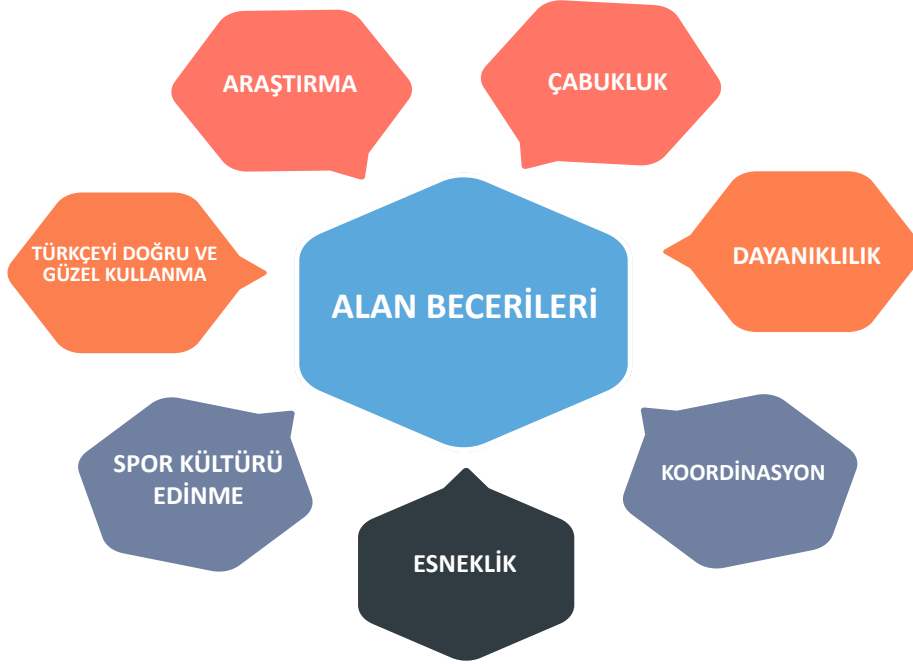 ARAŞTIRMA
ÇABUKLUK
TÜRKÇEYİ DOĞRU VE
GÜZEL KULLANMA
DAYANIKLILIK
ALAN BECERİLERİ
SPOR KÜLTÜRÜ
EDİNME
KOORDİNASYON
ESNEKLİK